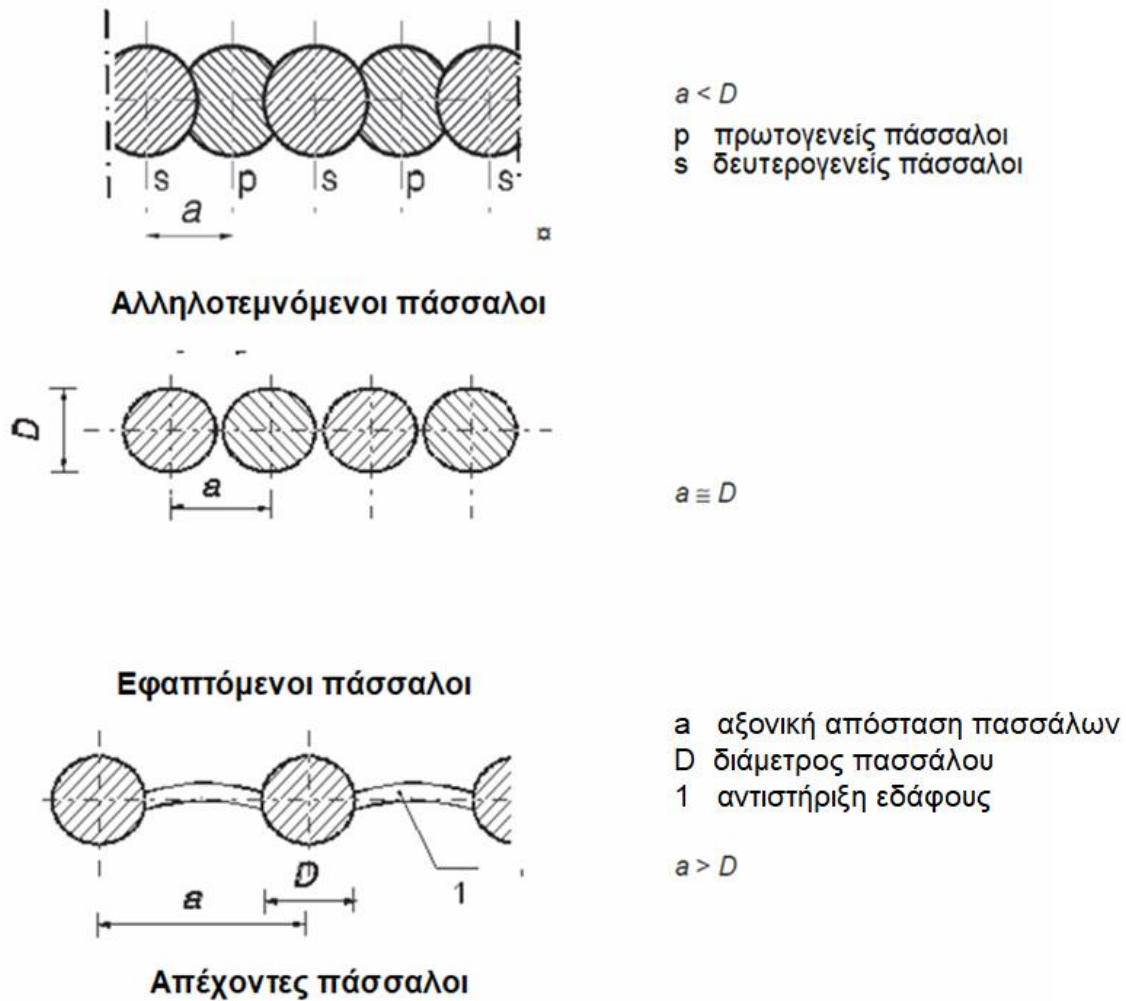 a < D
p πρωτογενείς πάσσαλοι
s δευτερογενείς πάσσαλοι
s p s p s
a
¤
Αλληλοτεμνόμενοι πάσσαλοι
D
a
a ≅ D
Εφαπτόμενοι πάσσαλοι
a αξονική απόσταση πασσάλων
D διάμετρος πασσάλου
1 αντιστήριξη εδάφους
a > D
D
1
a
Απέχοντες πάσσαλοι